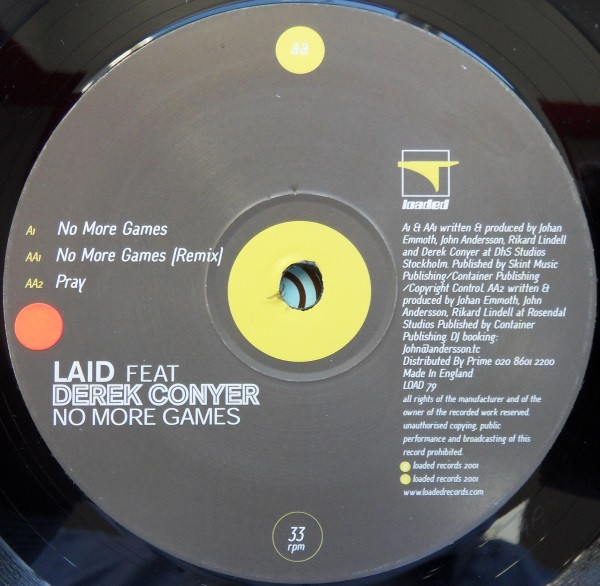 aa
loaded
A1 No More Games
AA1 No More Games (Remix)
AA2 Pray
LAID FEAT
DEREK CONYER
NO MORE GAMES
A1 & AA1 written & produced by Johan
Emmoth, John Andersson, Rikard Lindell
and Derek Conyer at DhS Studios
Stockholm. Published by Skint Music
Publishing/Container Publishing
/Copyright Control. AA2 written &
produced by Johan Emmoth, John
Andersson, Rikard Lindell at Rosendal
Studios Published by Container
Publishing. DJ booking:
John@andersson.tc
Distributed By Prime 020 8601 2200
Made In England
LOAD 79
all rights of the manufacturer and of the
owner of the recorded work reserved.
unauthorised copying, public
performance and broadcasting of this
record prohibited.
loaded records 2001
loaded records 2001
www.loadedrecords.com
33
rpm